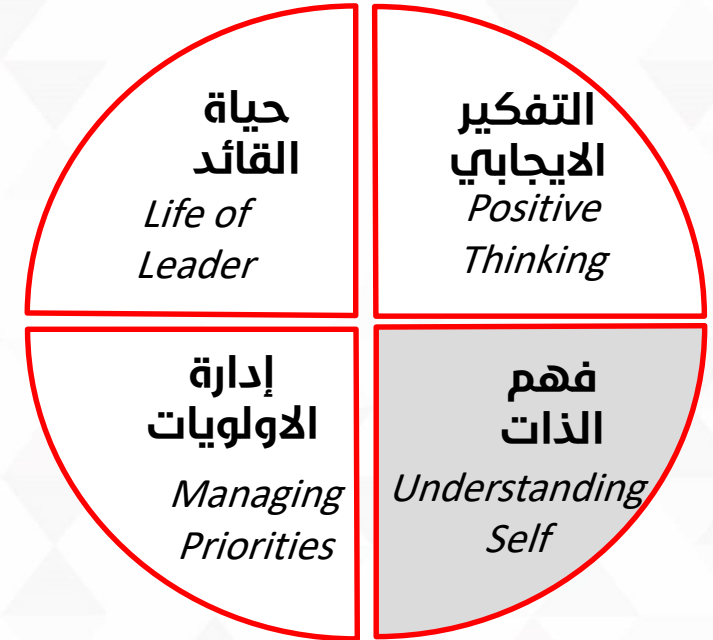 حياة
القائد
Life of
Leader
التفكير
الايجابي
Positive
Thinking
إدارة
الاولويات
Managing
Priorities
فهم
الذات
Understanding
Self